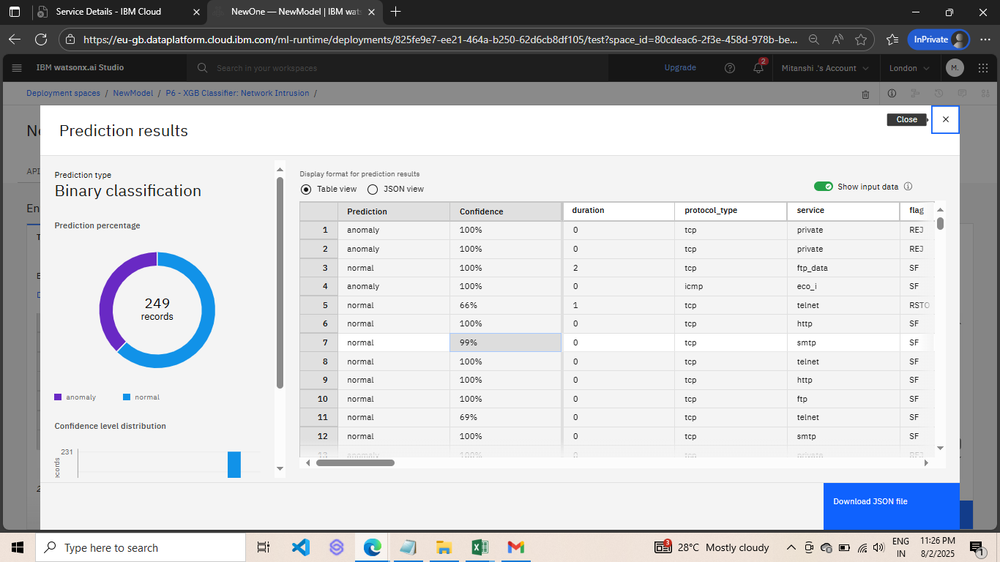 Service Details - IBM Cloud
NewOne — NewModel | IBM wat
https://eu-gb.dataplatform.cloud.ibm.com/ml-runtime/deployments/825fe9e7-ee21-464a-b250-62d6cb8df105/test?space_id=80cdeac6-2f3e-458d-978b-be...
InPrivate
IBM watsonx.ai Studio
Search in your workspaces
Upgrade
2
Mitanshi .'s Account
London
M.
Deployment spaces / NewModel / P6 - XGB Classifier: Network Intrusion /
Prediction results
Close
Prediction type
Binary classification
Prediction percentage
249
records
anomaly normal
Confidence level distribution
231
Display format for prediction results
Table view JSON view
Show input data
Prediction Confidence duration protocol_type service flag
1 anomaly 100% 0 tcp private REJ
2 anomaly 100% 0 tcp private REJ
3 normal 100% 2 tcp ftp_data SF
4 anomaly 100% 0 icmp eco_i SF
5 normal 66% 1 tcp telnet RSTO
6 normal 100% 0 tcp http SF
7 normal 99% 0 tcp smtp SF
8 normal 100% 0 tcp telnet SF
9 normal 100% 0 tcp http SF
10 normal 100% 0 tcp ftp SF
11 normal 69% 0 tcp telnet SF
12 normal 100% 0 tcp smtp SF
13 anomaly 100% 0 tcp private REJ
Download JSON file
Type here to search
3
28°C Mostly cloudy
ENG
IN
11:26 PM
8/2/2025
1